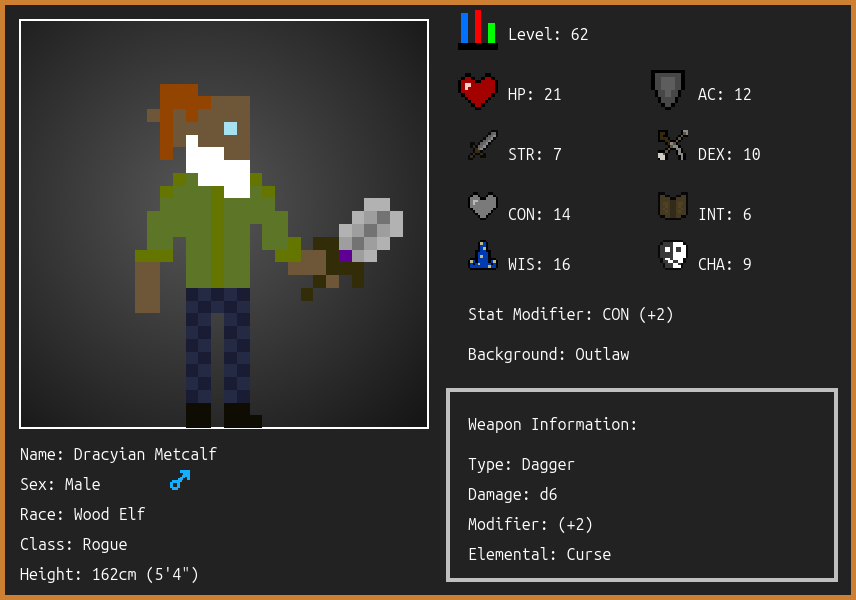 Level: 62
HP: 21
AC: 12
STR: 7
DEX: 10
CON: 14
INT: 6
WIS: 16
CHA: 9
Stat Modifier: CON (+2)
Background: Outlaw
Weapon Information:
Type: Dagger
Damage: d6
Modifier: (+2)
Elemental: Curse
Name: Dracyian Metcalf
Sex: Male
Race: Wood Elf
Class: Rogue
Height: 162cm (5'4")